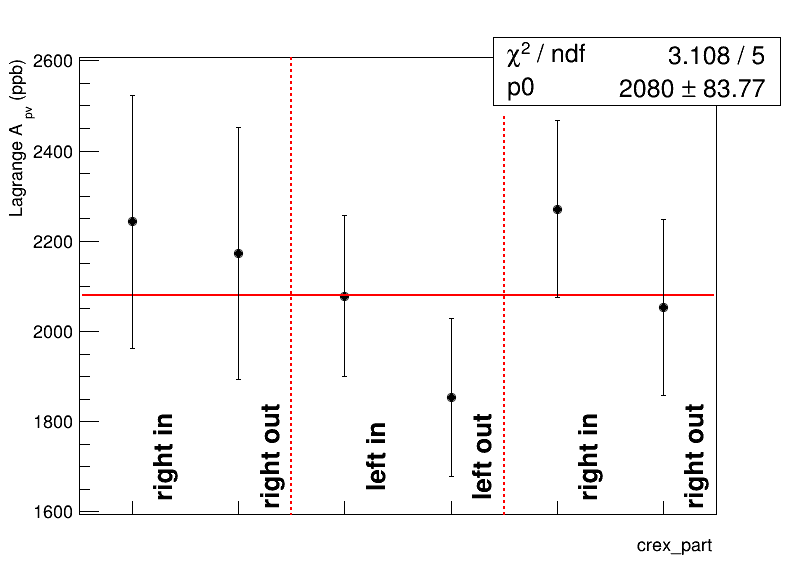 χ² / ndf 3.108 / 5
p0 2080 ± 83.77
Lagrange A pv (ppb)
2600
2400
2200
2000
1800
1600
right in
right out
left in
left out
right in
right out
crex_part